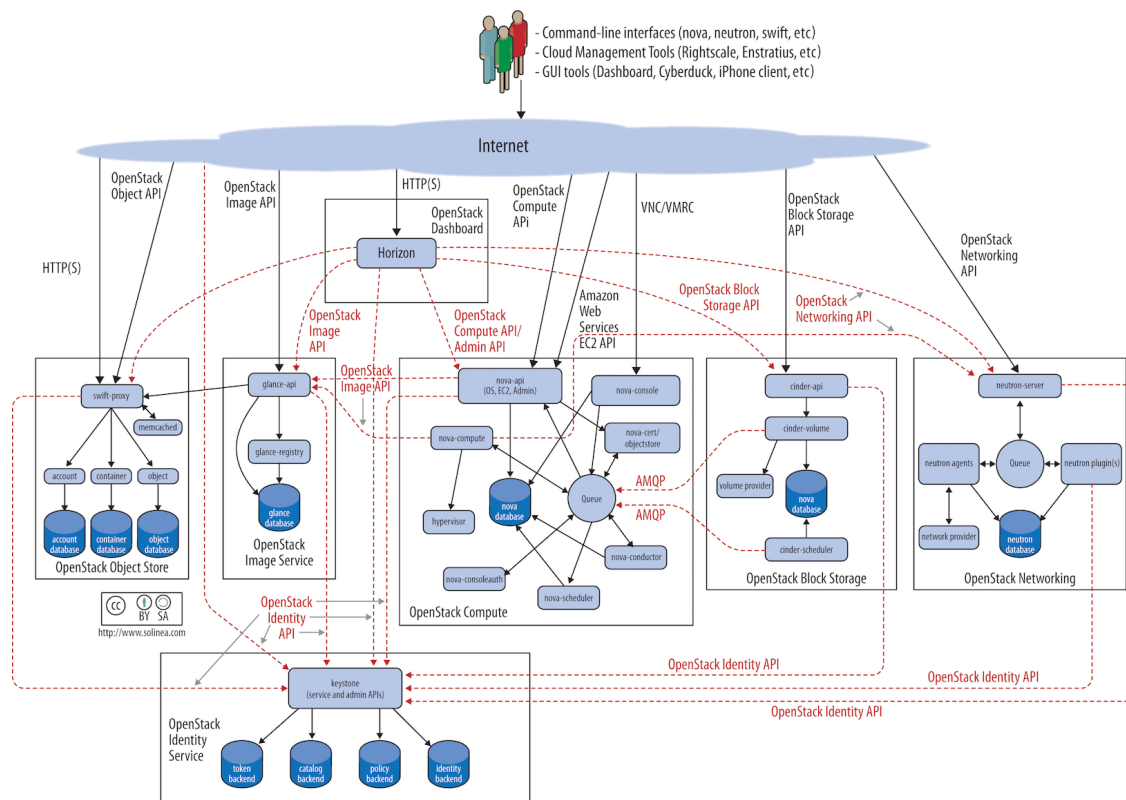 - Command-line interfaces (nova, neutron, swift, etc)
- Cloud Management Tools (Rightscale, Enstratius, etc)
- GUI tools (Dashboard, Cyberduck, iPhone client, etc)
Internet
OpenStack
Object API
OpenStack
Image API
HTTP(S)
OpenStack
Compute
APi
VNC/VMRC
OpenStack
Block Storage
API
OpenStack
Networking
API
HTTP(S)
OpenStack
Dashboard
Horizon
Amazon
Web
Services
EC2 API
OpenStack Block
Storage API
OpenStack
Networking API
OpenStack
Image
API
OpenStack
Compute API/
Admin API
OpenStack
Image API
swift-proxy
memcached
account
container
object
account
database
container
database
object
database
OpenStack Object Store
glance-api
glance-registry
glance
database
OpenStack
Image Service
nova-api
(OS, EC2, Admin)
nova-console
nova-compute
nova-cert/
objectstore
nova
database
Queue
hypervisor
nova-conductor
nova-consoleauth
nova-scheduler
OpenStack Compute
AMQP
AMQP
cinder-api
cinder-volume
volume provider
nova
database
cinder-scheduler
OpenStack Block Storage
neutron-server
neutron agents
Queue
neutron plugin(s)
network provider
neutron
database
OpenStack Networking
cc
BY SA
http://www.solinea.com
OpenStack
Identity
API
OpenStack Identity API
OpenStack Identity API
OpenStack Identity API
keystone
(service and admin APIs)
OpenStack
Identity
Service
token
backend
catalog
backend
policy
backend
identity
backend